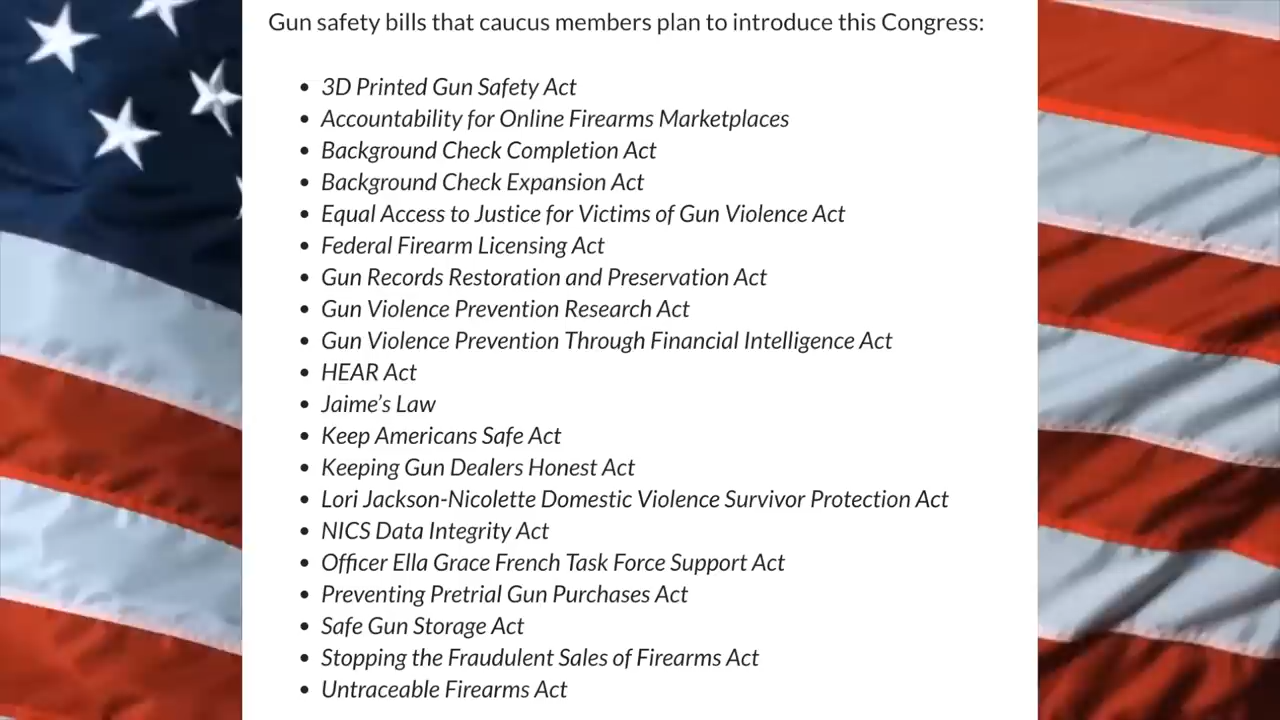 Gun safety bills that caucus members plan to introduce this Congress:
• 3D Printed Gun Safety Act
• Accountability for Online Firearms Marketplaces
• Background Check Completion Act
• Background Check Expansion Act
• Equal Access to Justice for Victims of Gun Violence Act
• Federal Firearm Licensing Act
• Gun Records Restoration and Preservation Act
• Gun Violence Prevention Research Act
• Gun Violence Prevention Through Financial Intelligence Act
• HEAR Act
• Jaime’s Law
• Keep Americans Safe Act
• Keeping Gun Dealers Honest Act
• Lori Jackson-Nicolette Domestic Violence Survivor Protection Act
• NICS Data Integrity Act
• Officer Ella Grace French Task Force Support Act
• Preventing Pretrial Gun Purchases Act
• Safe Gun Storage Act
• Stopping the Fraudulent Sales of Firearms Act
• Untraceable Firearms Act